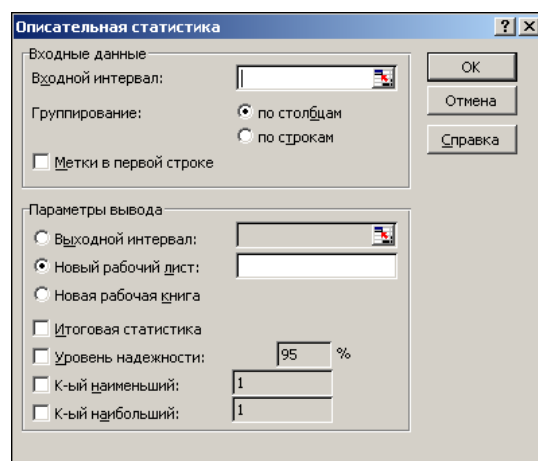 Описательная статистика
Входные данные
Входной интервал:
Группирование:
по столбцам
по строкам
Метки в первой строке
OK
Отмена
Справка
Параметры вывода
Выходной интервал:
Новый рабочий лист:
Новая рабочая книга
Итоговая статистика
Уровень надежности: 95 %
К-ый наименьший: 1
К-ый наибольший: 1